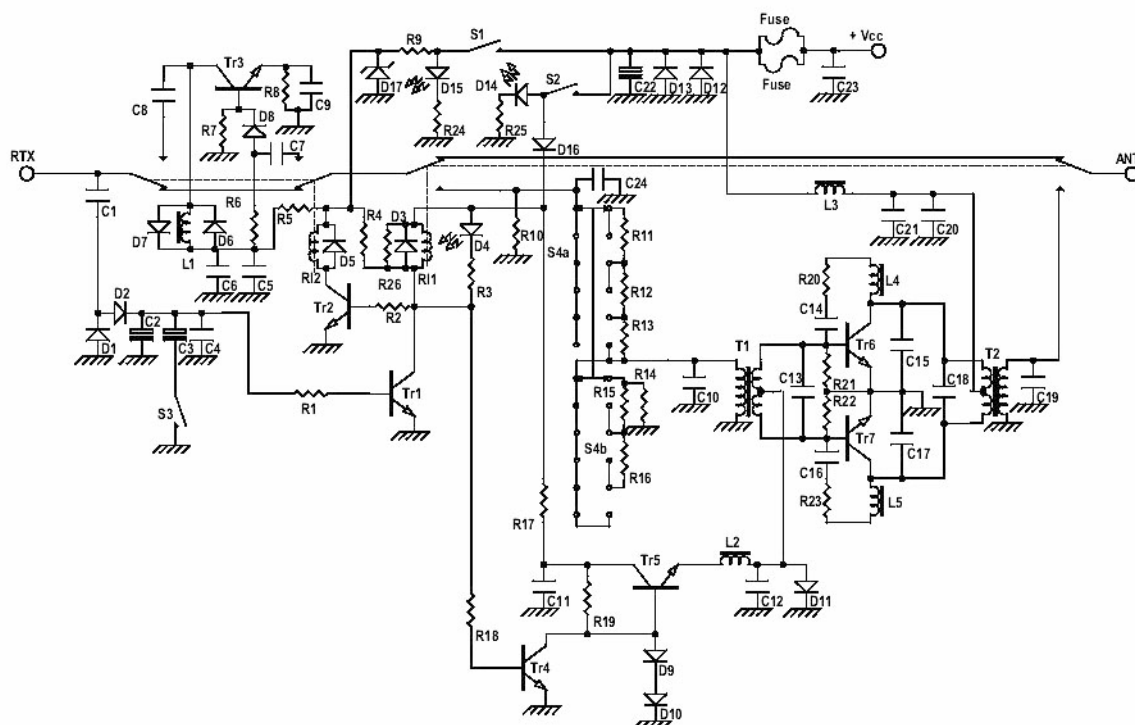 Fuse
+ Vcc
S1
R9
Tr3
S2
R8
C8
C9
D17
D15
D14
C22
D13
D12
Fuse
C23
D8
R7
R24
R25
C7
D16
RTX
ANT
C24
C1
R6
R5
R4
D3
L3
D7
D6
D4
R10
S4a
R11
C21
C20
L1
D5
Rl2
R26
Rl1
C6
C5
R3
R12
R20
L4
D2
C14
Tr2
R2
R13
C2
C3
C4
T1
Tr6
D1
C15
T2
R14
R15
C13
R21
C18
C10
R22
C19
R1
Tr1
S3
Tr7
S4b
C17
R16
C16
R23
L5
R17
L2
Tr5
C11
C12
D11
R19
R18
D9
Tr4
D10